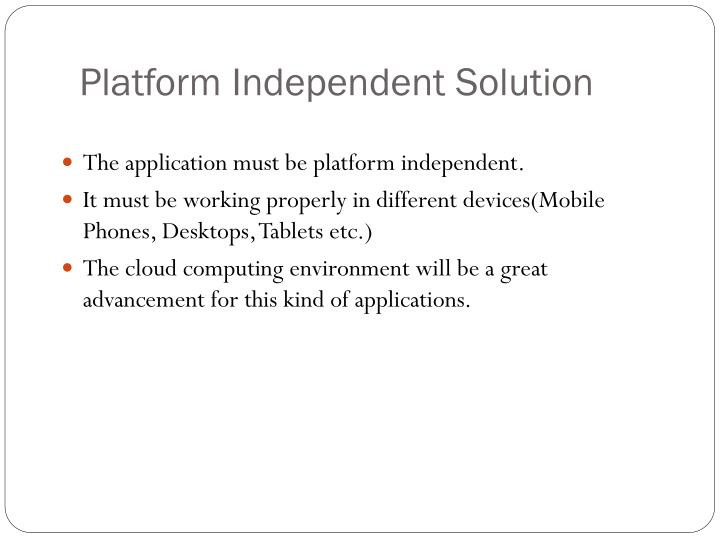 Platform Independent Solution
The application must be platform independent.
It must be working properly in different devices(Mobile
Phones, Desktops, Tablets etc.)
The cloud computing environment will be a great
advancement for this kind of applications.